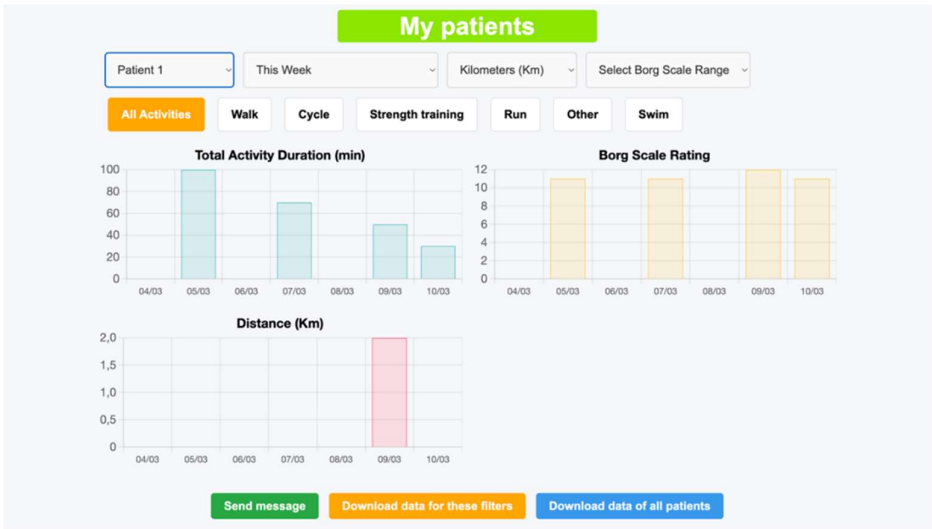 My patients
Patient 1 This Week Kilometers (Km) Select Borg Scale Range
All Activities Walk Cycle Strength training Run Other Swim
Total Activity Duration (min)
100
80
60
40
20
0
04/03 05/03 06/03 07/03 08/03 09/03 10/03
Borg Scale Rating
12
10
8
6
4
2
0
04/03 05/03 06/03 07/03 08/03 09/03 10/03
Distance (Km)
2,0
1,5
1,0
0,5
0
04/03 05/03 06/03 07/03 08/03 09/03 10/03
Send message Download data for these filters Download data of all patients